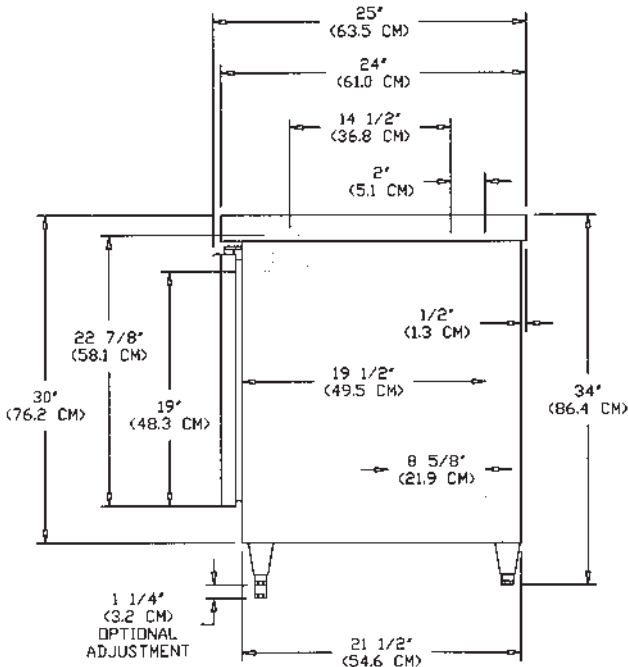 25"
(63.5 CM)
24"
(61.0 CM)
14 1/2"
(36.8 CM)
2"
(5.1 CM)
1/2"
(1.3 CM)
22 7/8"
(58.1 CM)
19 1/2"
(49.5 CM)
30"
(76.2 CM)
19"
(48.3 CM)
34"
(86.4 CM)
8 5/8"
(21.9 CM)
1 1/4"
(3.2 CM)
OPTIONAL
ADJUSTMENT
21 1/2"
(54.6 CM)